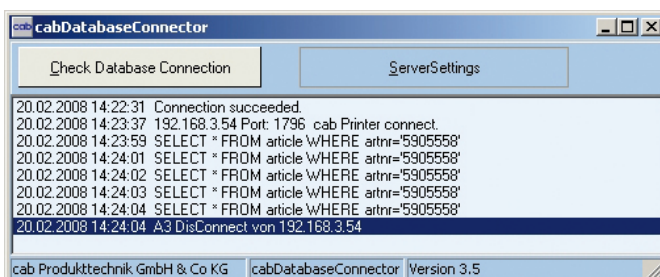 cab cabDatabaseConnector
Check Database Connection
ServerSettings
20.02.2008 14:22:31 Connection succeeded.
20.02.2008 14:23:37 192.168.3.54 Port: 1796 cab Printer connect.
20.02.2008 14:23:59 SELECT * FROM article WHERE artnr='5905558'
20.02.2008 14:24:01 SELECT * FROM article WHERE artnr='5905558'
20.02.2008 14:24:02 SELECT * FROM article WHERE artnr='5905558'
20.02.2008 14:24:03 SELECT * FROM article WHERE artnr='5905558'
20.02.2008 14:24:04 SELECT * FROM article WHERE artnr='5905558'
20.02.2008 14:24:04 A3 DisConnect von 192.168.3.54
cab Produkttechnik GmbH & Co KG
cabDatabaseConnector
Version 3.5